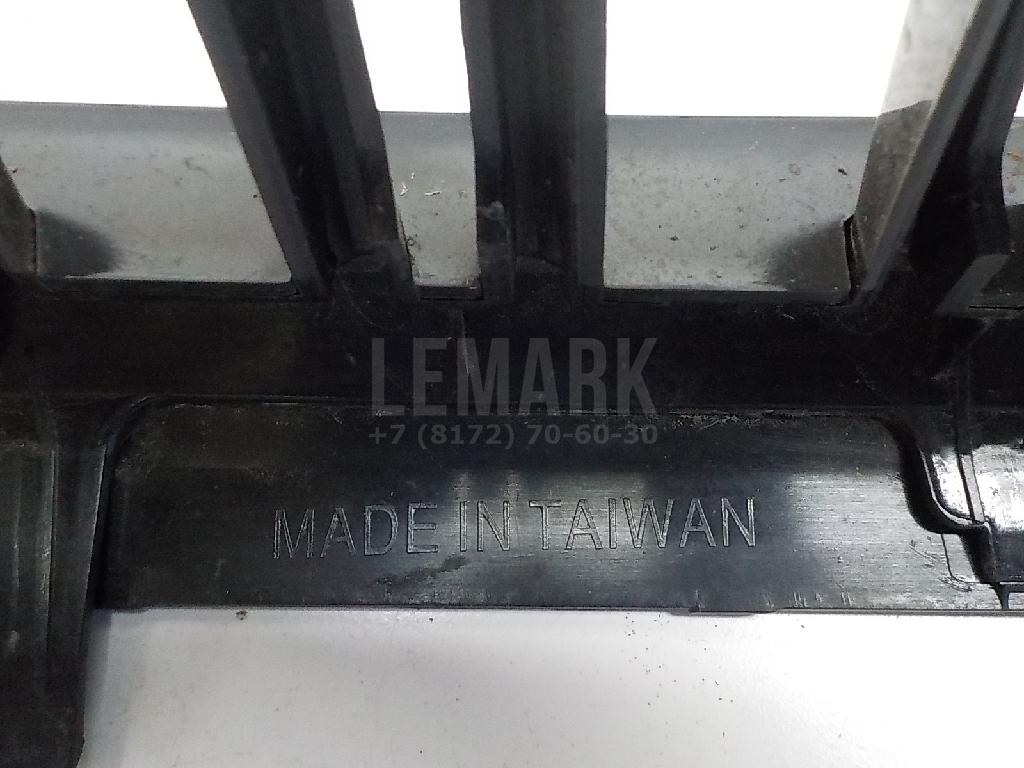 LEMARK
+7 (8172) 70-60-30
MADE IN TAIWAN